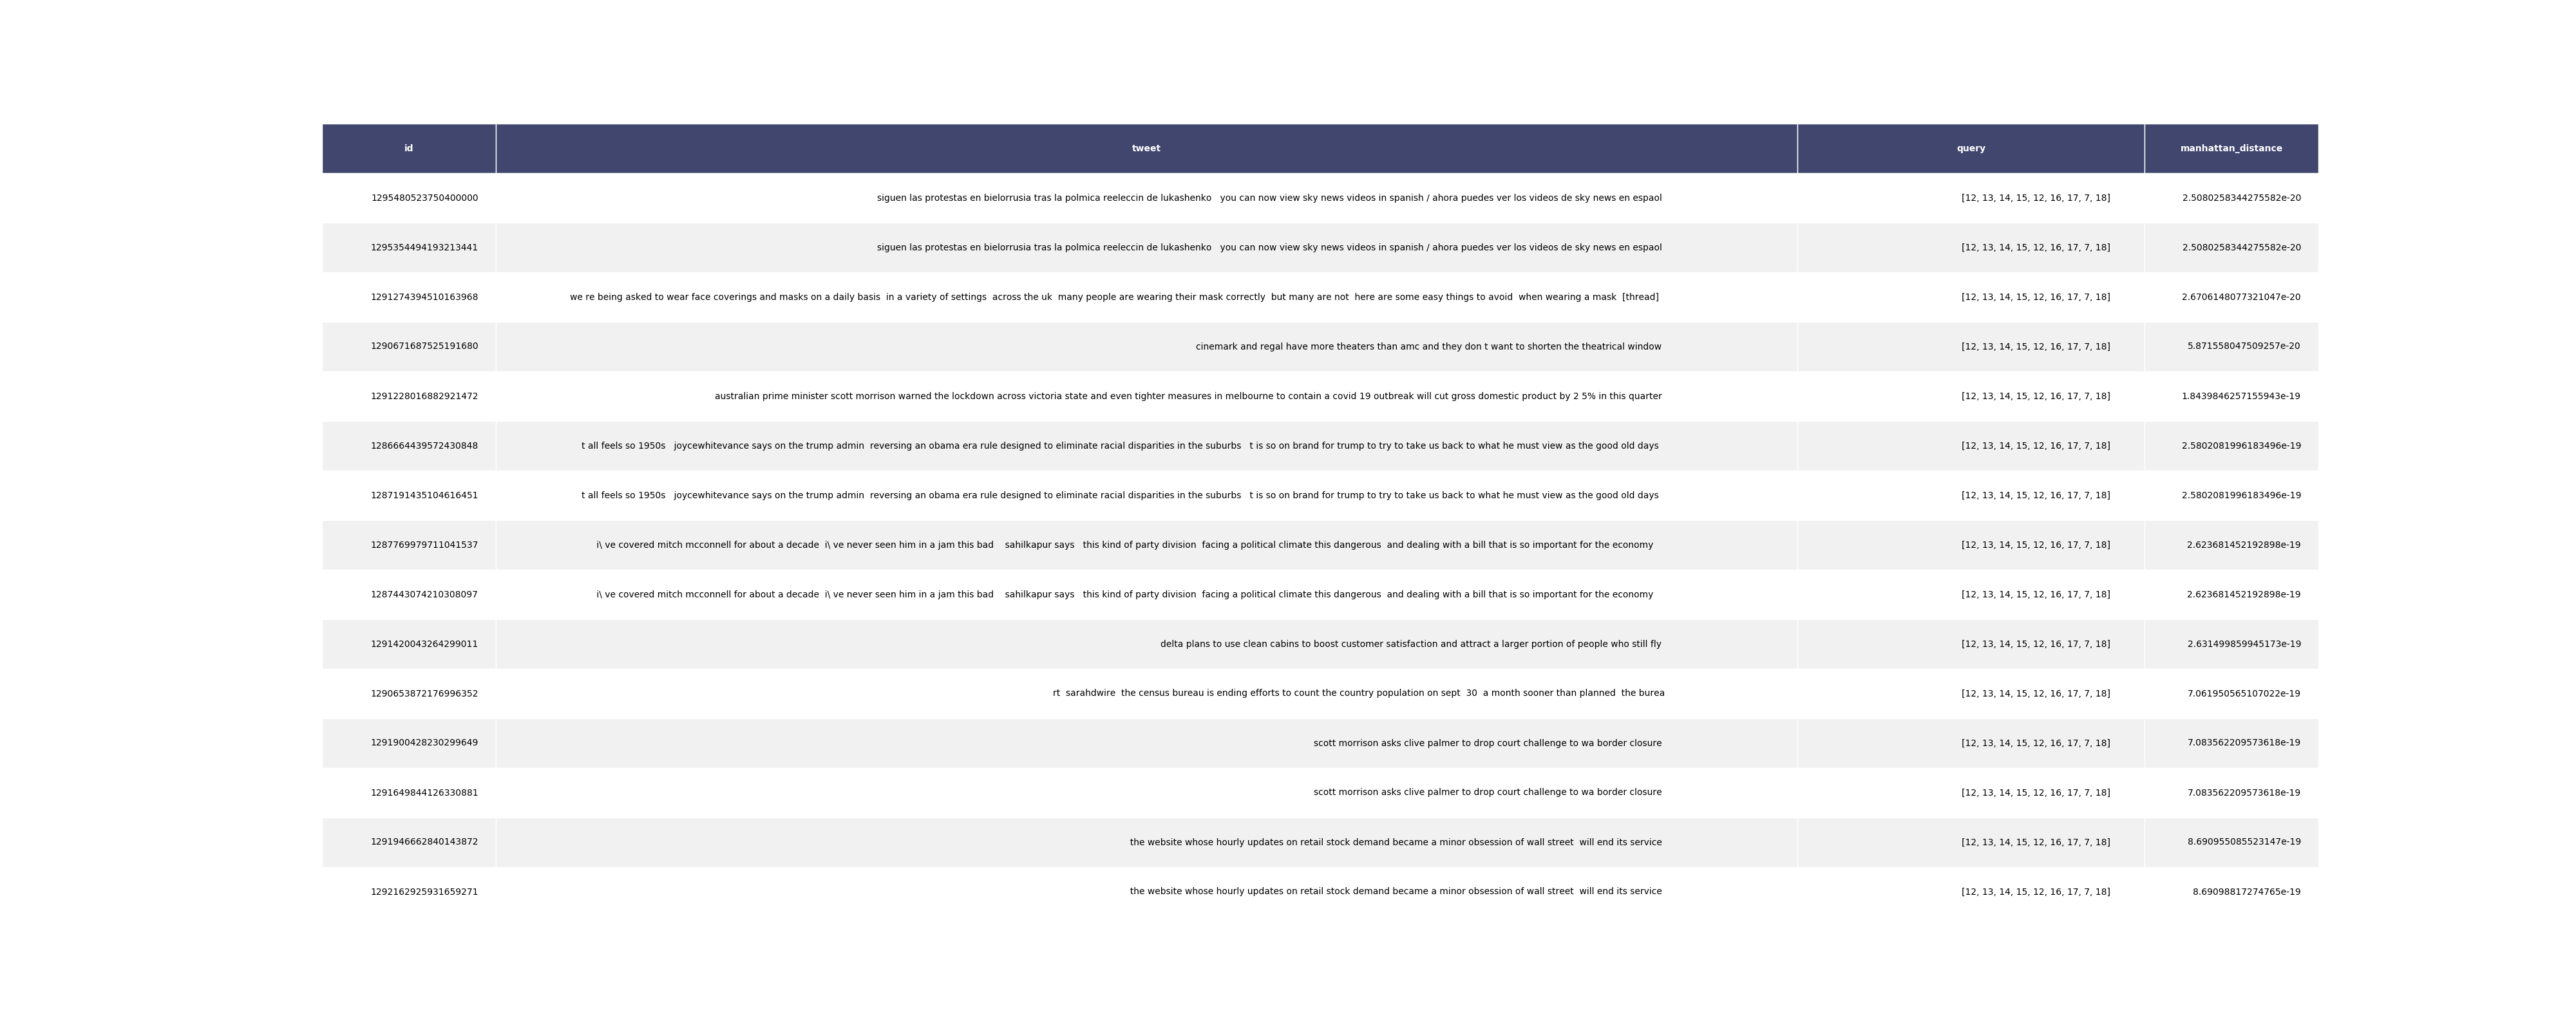 id tweet query manhattan_distance
1295480523750400000 siguen las protestas en bielorrusia tras la polmica reeleccin de lukashenko   you can now view sky news videos in spanish / ahora puedes ver los videos de sky news en espaol [12, 13, 14, 15, 12, 16, 17, 7, 18] 2.5080258344275582e-20
1295354494193213441 siguen las protestas en bielorrusia tras la polmica reeleccin de lukashenko   you can now view sky news videos in spanish / ahora puedes ver los videos de sky news en espaol [12, 13, 14, 15, 12, 16, 17, 7, 18] 2.5080258344275582e-20
1291274394510163968 we re being asked to wear face coverings and masks on a daily basis  in a variety of settings  across the uk  many people are wearing their mask correctly  but many are not  here are some easy things to avoid  when wearing a mask  [thread] [12, 13, 14, 15, 12, 16, 17, 7, 18] 2.6706148077321047e-20
1290671687525191680 cinemark and regal have more theaters than amc and they don t want to shorten the theatrical window [12, 13, 14, 15, 12, 16, 17, 7, 18] 5.871558047509257e-20
1291228016882921472 australian prime minister scott morrison warned the lockdown across victoria state and even tighter measures in melbourne to contain a covid 19 outbreak will cut gross domestic product by 2 5% in this quarter [12, 13, 14, 15, 12, 16, 17, 7, 18] 1.8439846257155943e-19
1286664439572430848 t all feels so 1950s   joycewhitevance says on the trump admin  reversing an obama era rule designed to eliminate racial disparities in the suburbs   t is so on brand for trump to try to take us back to what he must view as the good old days [12, 13, 14, 15, 12, 16, 17, 7, 18] 2.5802081996183496e-19
1287191435104616451 t all feels so 1950s   joycewhitevance says on the trump admin  reversing an obama era rule designed to eliminate racial disparities in the suburbs   t is so on brand for trump to try to take us back to what he must view as the good old days [12, 13, 14, 15, 12, 16, 17, 7, 18] 2.5802081996183496e-19
1287769979711041537 i\ ve covered mitch mcconnell for about a decade  i\ ve never seen him in a jam this bad    sahilkapur says   this kind of party division  facing a political climate this dangerous  and dealing with a bill that is so important for the economy [12, 13, 14, 15, 12, 16, 17, 7, 18] 2.623681452192898e-19
1287443074210308097 i\ ve covered mitch mcconnell for about a decade  i\ ve never seen him in a jam this bad    sahilkapur says   this kind of party division  facing a political climate this dangerous  and dealing with a bill that is so important for the economy [12, 13, 14, 15, 12, 16, 17, 7, 18] 2.623681452192898e-19
1291420043264299011 delta plans to use clean cabins to boost customer satisfaction and attract a larger portion of people who still fly [12, 13, 14, 15, 12, 16, 17, 7, 18] 2.631499859945173e-19
1290653872176996352 rt  sarahdwire  the census bureau is ending efforts to count the country population on sept  30  a month sooner than planned  the burea [12, 13, 14, 15, 12, 16, 17, 7, 18] 7.061950565107022e-19
1291900428230299649 scott morrison asks clive palmer to drop court challenge to wa border closure [12, 13, 14, 15, 12, 16, 17, 7, 18] 7.083562209573618e-19
1291649844126330881 scott morrison asks clive palmer to drop court challenge to wa border closure [12, 13, 14, 15, 12, 16, 17, 7, 18] 7.083562209573618e-19
1291946662840143872 the website whose hourly updates on retail stock demand became a minor obsession of wall street  will end its service [12, 13, 14, 15, 12, 16, 17, 7, 18] 8.690955085523147e-19
1292162925931659271 the website whose hourly updates on retail stock demand became a minor obsession of wall street  will end its service [12, 13, 14, 15, 12, 16, 17, 7, 18] 8.69098817274765e-19